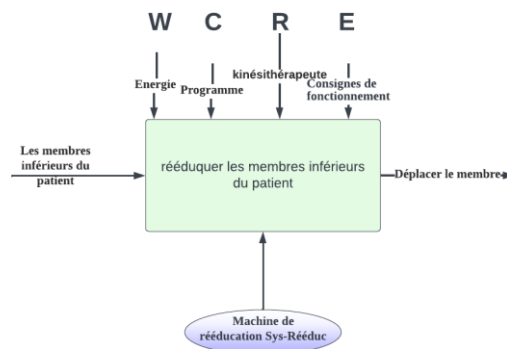 W C R E
Energie
Programme
kinésithérapeute
Consignes de
fonctionnement
Les membres
inférieurs du
patient
rééduquer les membres inférieurs
du patient
Déplacer le membre
Machine de
rééducation Sys-Rééduc